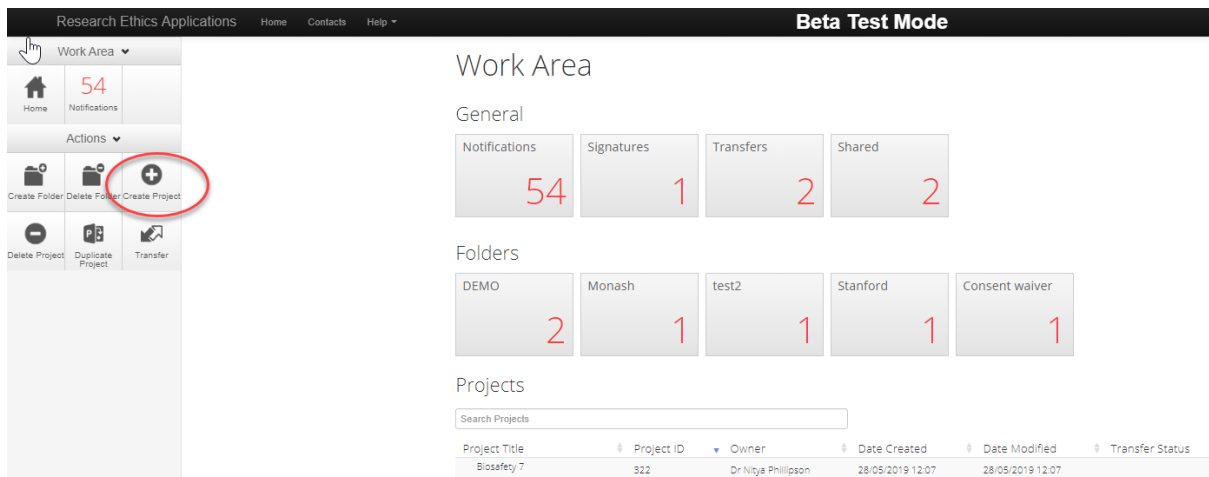 Research Ethics Applications Home Contacts Help Beta Test Mode
Work Area
54
Home Notifications
Actions
Create Folder Delete Folder Create Project
Delete Project Duplicate Project Transfer
Work Area
General
Notifications Signatures Transfers Shared
54 1 2 2
Folders
DEMO Monash test2 Stanford Consent waiver
2 1 1 1 1
Projects
Search Projects
Project Title Project ID Owner Date Created Date Modified Transfer Status
Biosafety 7 322 Dr Nitya Phillipson 28/05/2019 12:07 28/05/2019 12:07